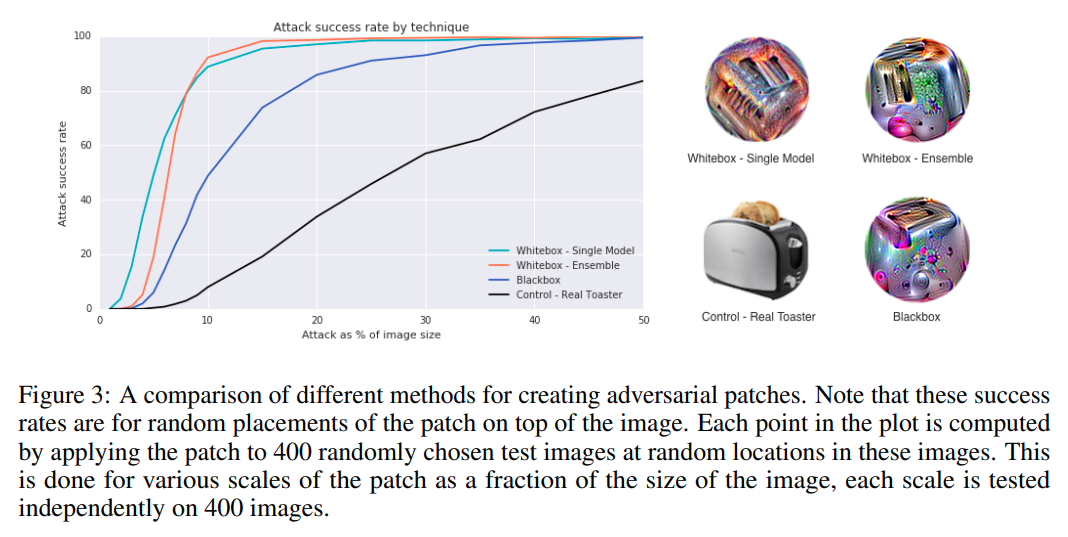 Attack success rate by technique
Attack success rate
100
80
60
40
20
0
0 10 20 30 40 50
Attack as % of image size
Whitebox - Single Model
Whitebox - Ensemble
Blackbox
Control - Real Toaster
Whitebox - Single Model
Whitebox - Ensemble
Control - Real Toaster
Blackbox
Figure 3: A comparison of different methods for creating adversarial patches. Note that these success
rates are for random placements of the patch on top of the image. Each point in the plot is computed
by applying the patch to 400 randomly chosen test images at random locations in these images. This
is done for various scales of the patch as a fraction of the size of the image, each scale is tested
independently on 400 images.